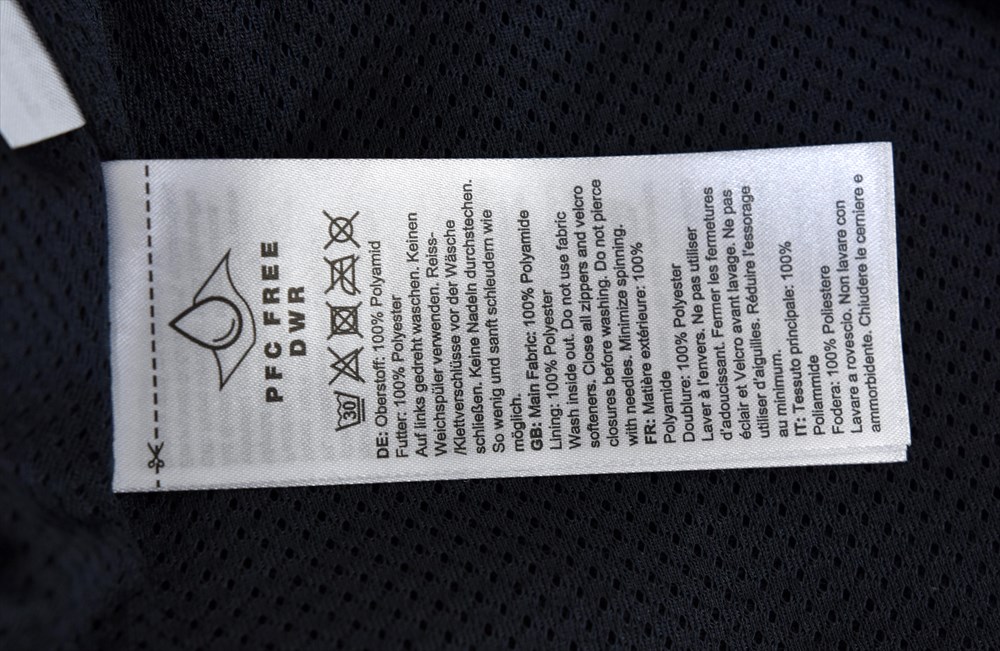 PFC FREE
DWR
30
DE: Oberstoff: 100% Polyamid
Futter: 100% Polyester
Auf links gedreht waschen. Keinen
Weichspüler verwenden. Reiss-
/Klettverschlüsse vor der Wäsche
schließen. Keine Nadeln durchstechen.
So wenig und sanft schleudern wie
möglich.
GB: Main Fabric: 100% Polyamide
Lining: 100% Polyester
Wash inside out. Do not use fabric
softeners. Close all zippers and velcro
closures before washing. Do not pierce
with needles. Minimize spinning.
FR: Matière extérieure: 100%
Polyamide
Doublure: 100% Polyester
Laver à l'envers. Ne pas utiliser
d'adoucissant. Fermer les fermetures
éclair et Velcro avant lavage. Ne pas
utiliser d'aiguilles. Réduire l'essorage
au minimum.
IT: Tessuto principale: 100%
Poliammide
Fodera: 100% Poliestere
Lavare a rovescio. Non lavare con
ammorbidente. Chiudere le cerniere e